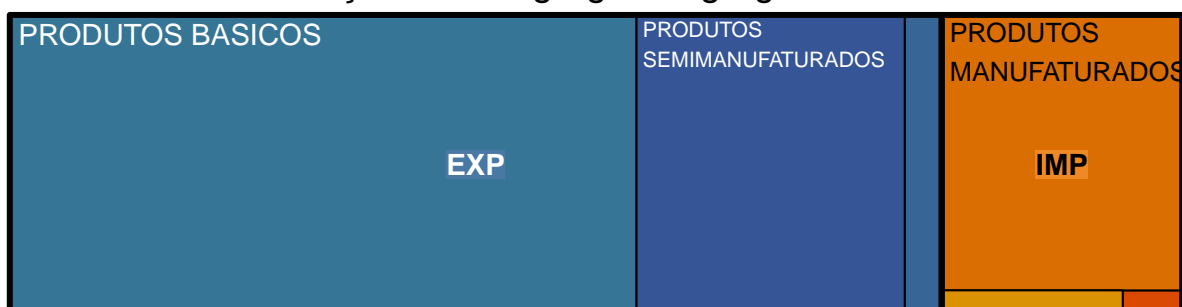 PRODUTOS BASICOS
PRODUTOS
SEMIMANUFATURADOS
PRODUTOS
MANUFATURADOS
EXP
IMP